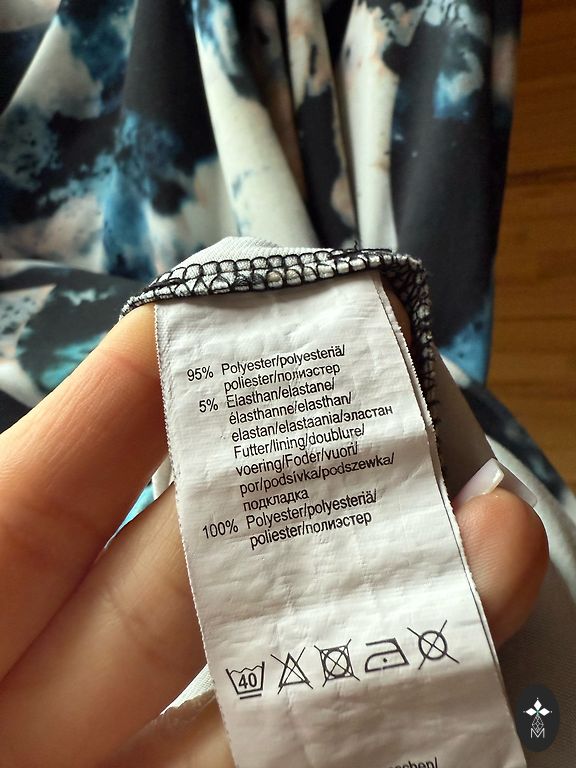 95% Polyester/polyesteriä/
poliester/полиэстер
5% Elasthan/elastane/
élasthanne/elasthan/
elastan/elastaania/эластан
Futter/lining/doublure/
voering/Foder/vuori/
por/podsívka/podszewka/
подкладка
100% Polyester/polyesteriä/
poliester/полиэстер
40
M